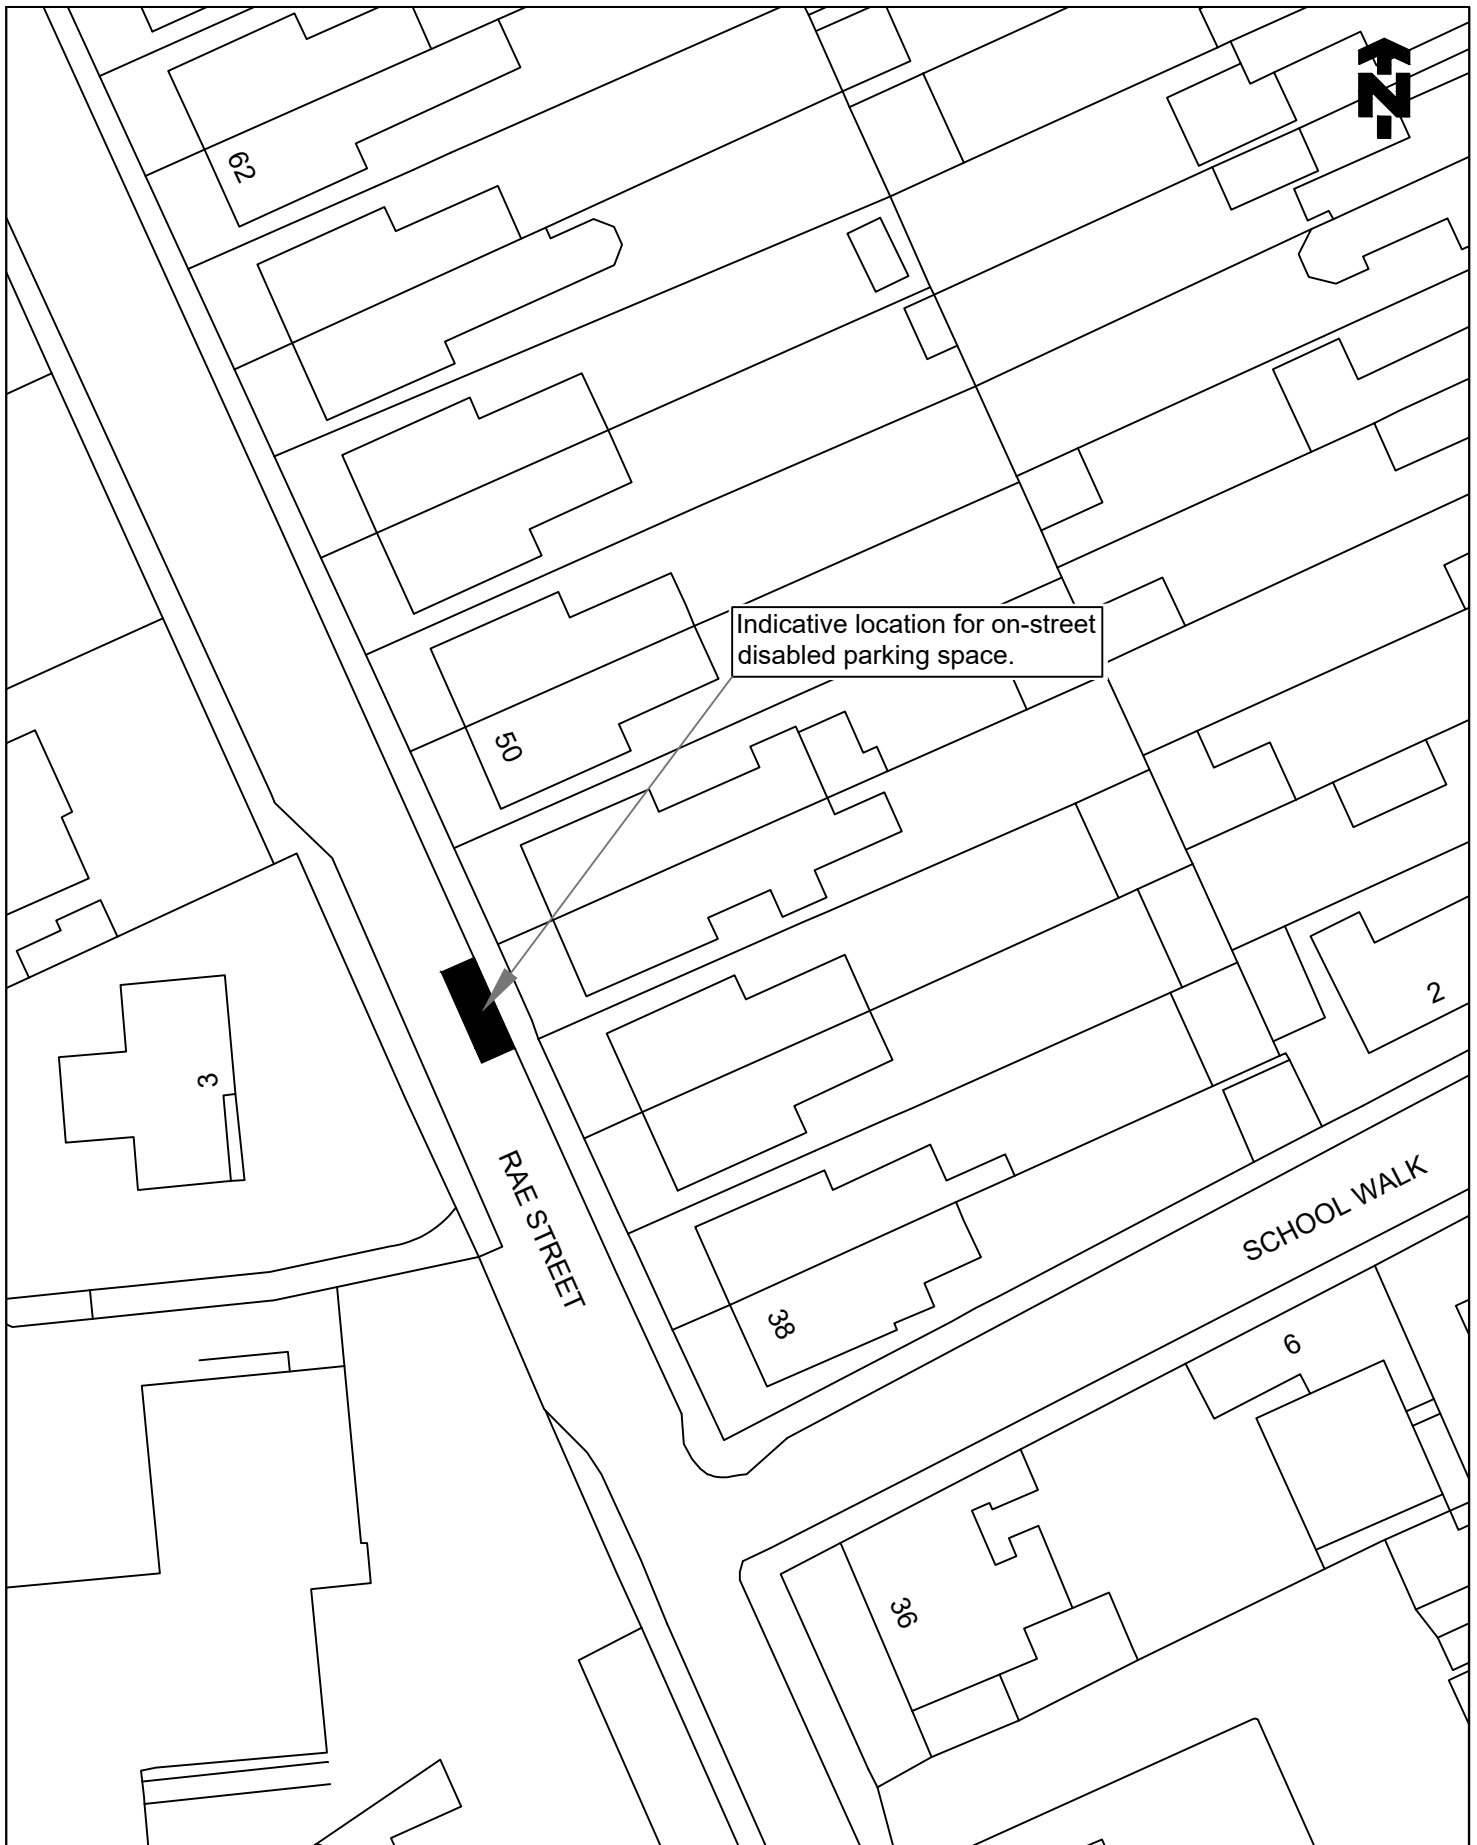 N
62
Indicative location for on-street
disabled parking space.
50
2
3
RAE STREET
SCHOOL WALK
38
6
36